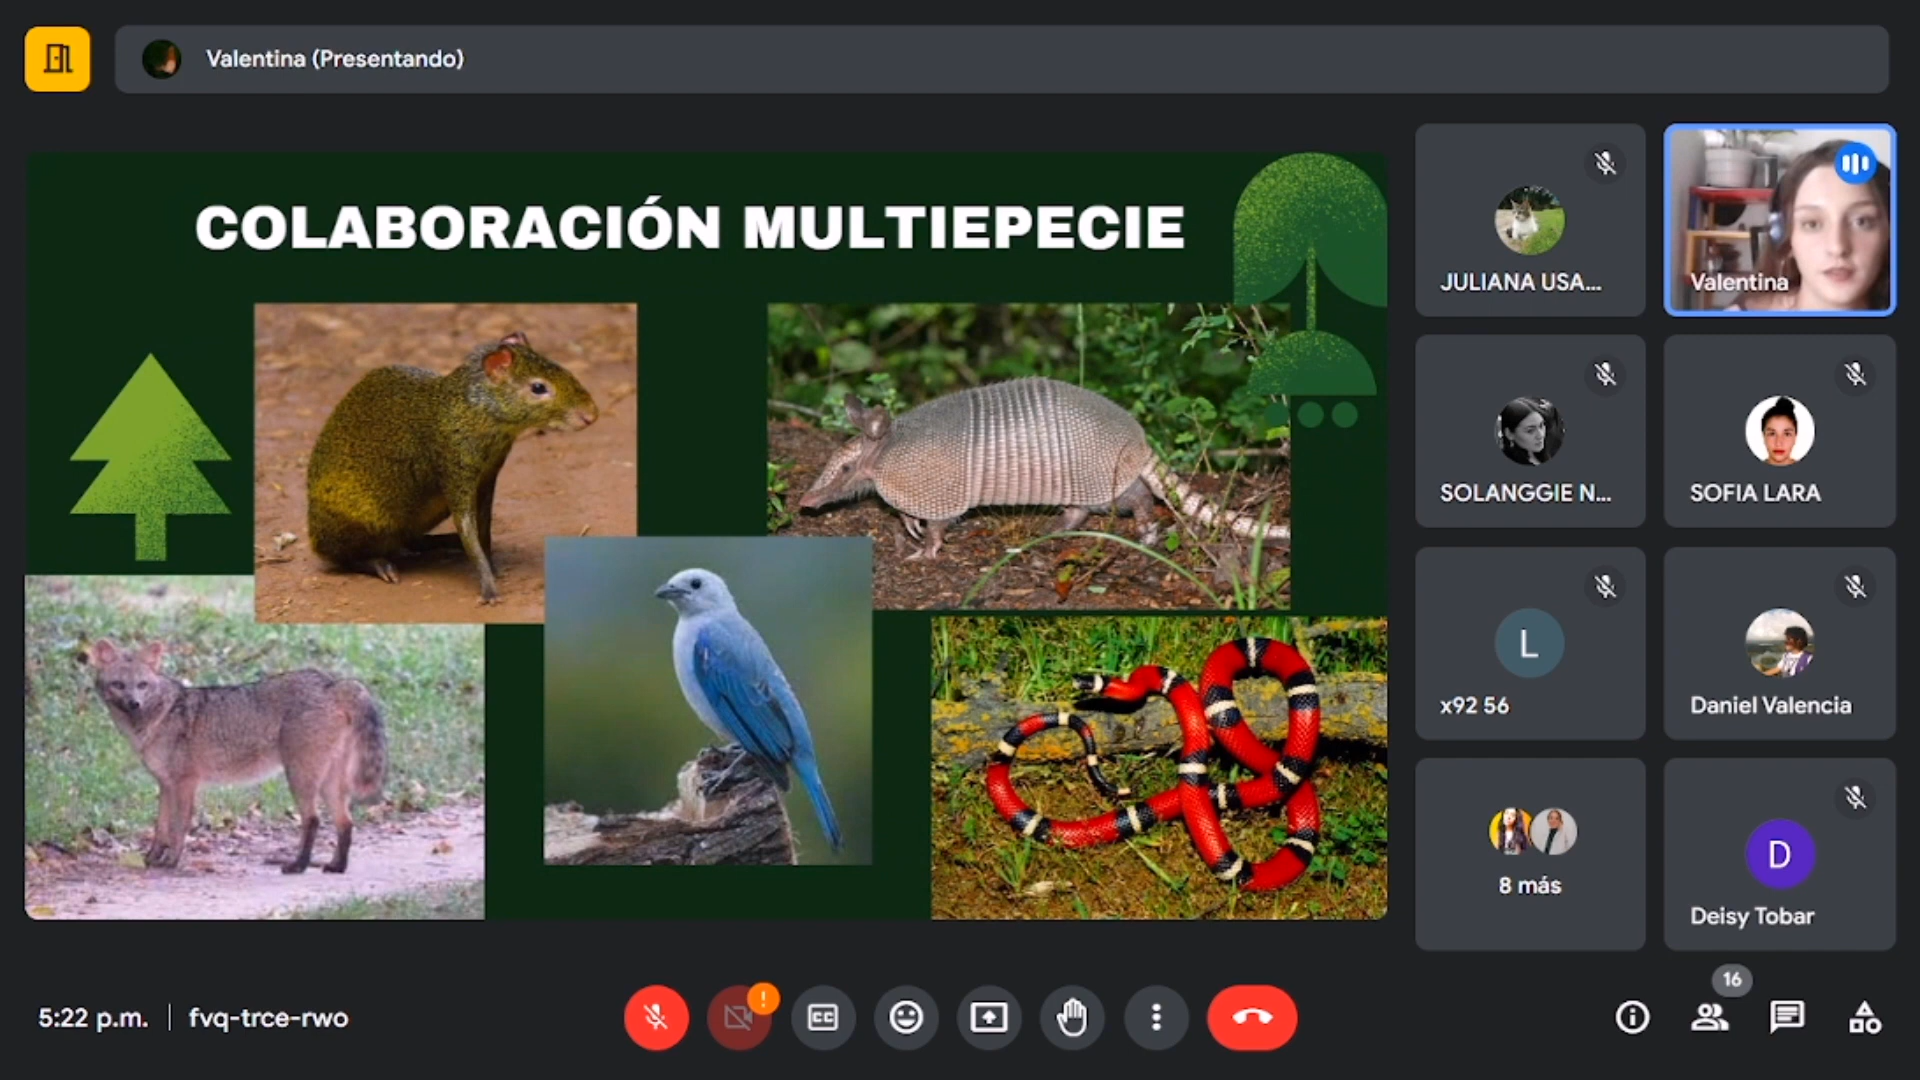 Valentina (Presentando)
COLABORACIÓN MULTIEPECIE
JULIANA USA...
Valentina
SOLANGGIE N...
SOFIA LARA
L
x92 56
Daniel Valencia
8 más
D
Deisy Tobar
5:22 p.m.
fvq-trce-rwo
!
CC
16